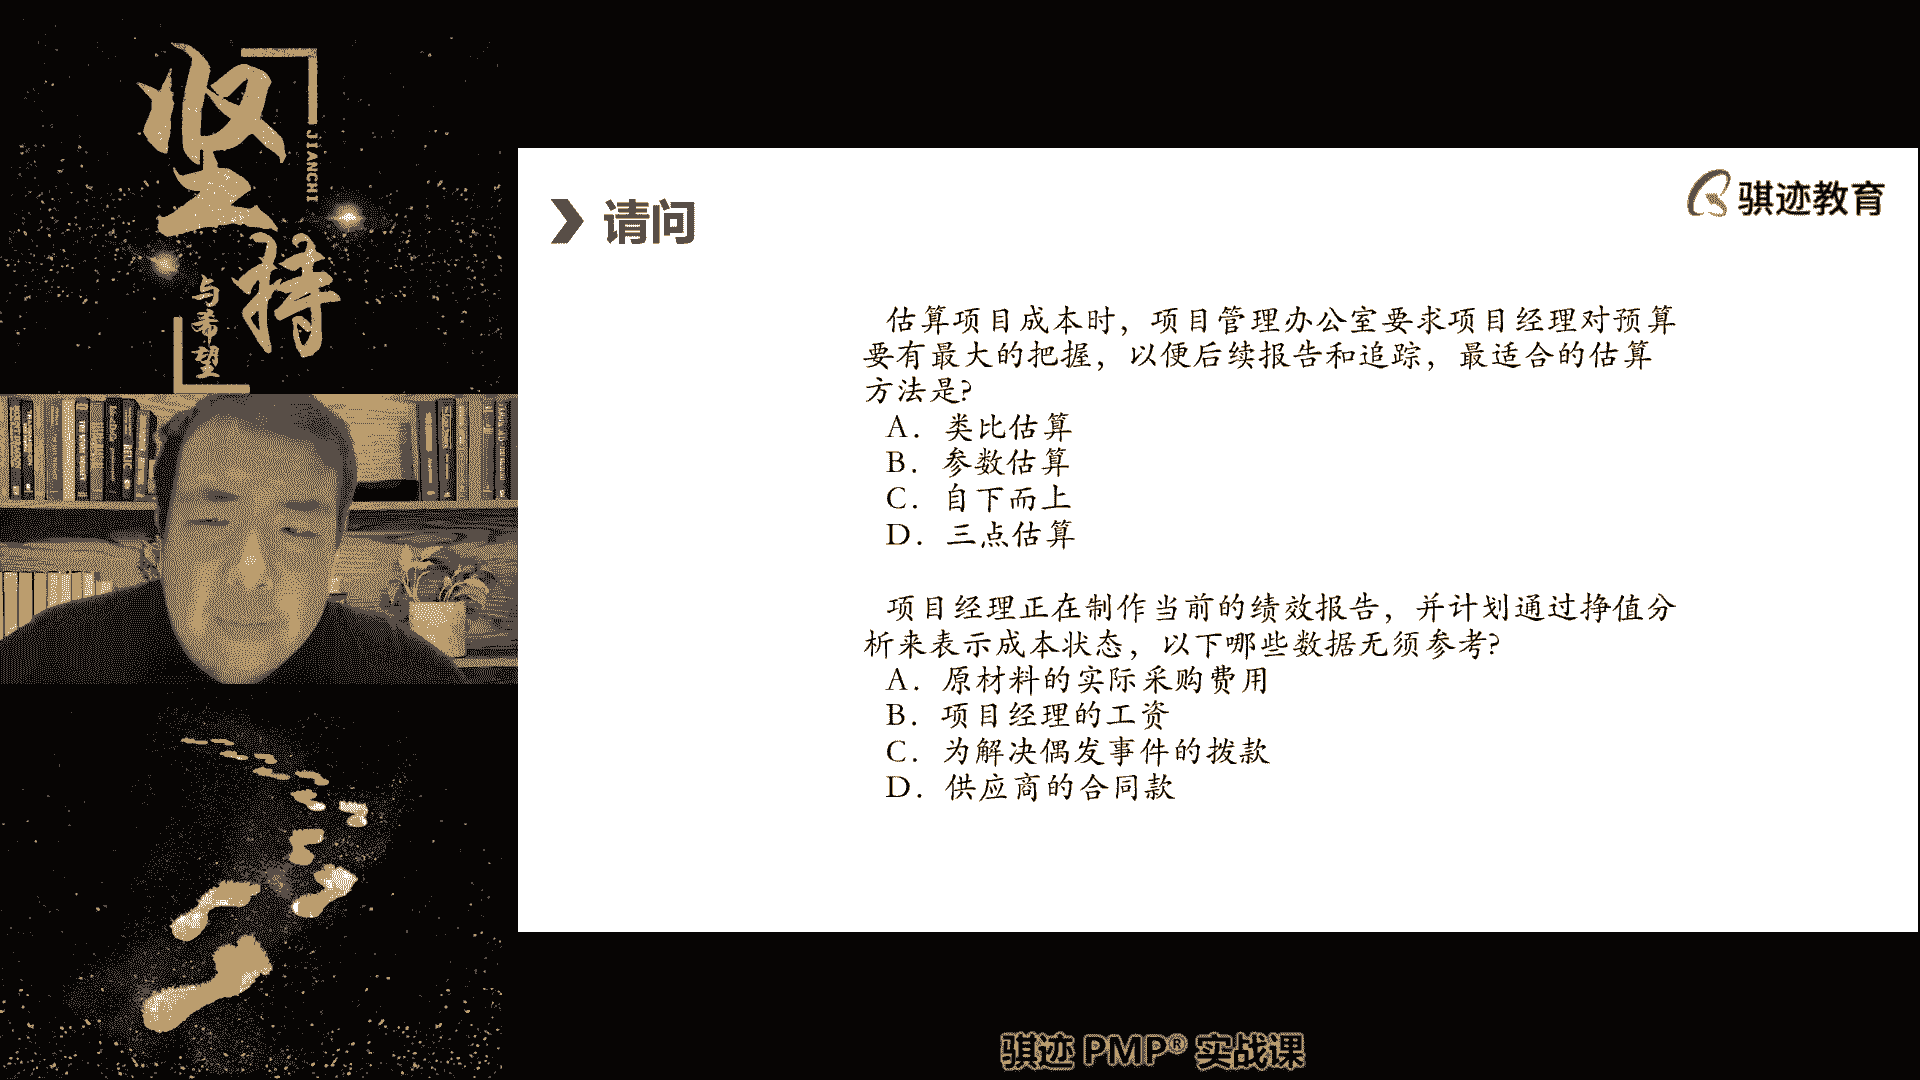 坚持
JIANCHI
与希望
骐迹教育
请问
估算项目成本时，项目管理办公室要求项目经理对预算
要有最大的把握，以便后续报告和追踪，最适合的估算
方法是?
A．类比估算
B．参数估算
C．自下而上
D．三点估算
项目经理正在制作当前的绩效报告，并计划通过挣值分
析来表示成本状态，以下哪些数据无须参考?
A．原材料的实际采购费用
B．项目经理的工资
C．为解决偶发事件的拨款
D．供应商的合同款
骐迹 PMP® 实战课